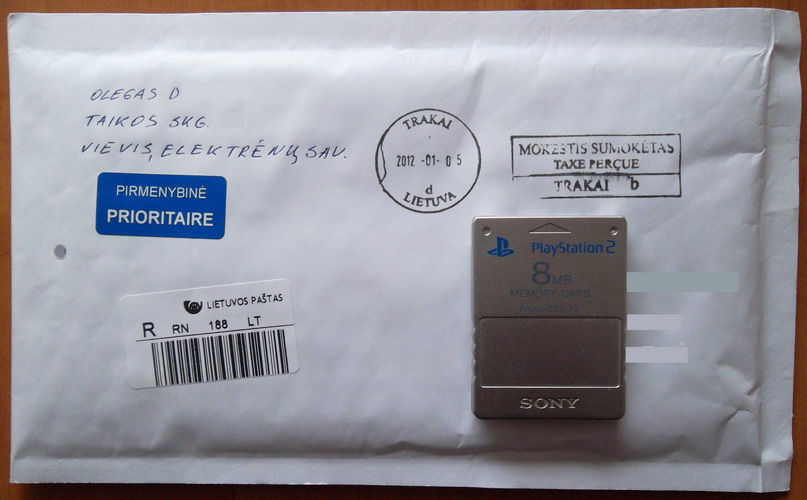 OLEGAS D
TAIKOS SKG.
VIEVIS, ELEKTRĖNŲ SAV.
PIRMENYBINĖ
PRIORITAIRE
TRAKAI
2012 -01- 05
d
LIETUVA
MOKESTIS SUMOKĖTAS
TAXE PERÇUE
TRAKAI b
LIETUVOS PAŠTAS
R RN 188 LT
PlayStation 2
8MB
MEMORY CARD
MagicGate
SONY